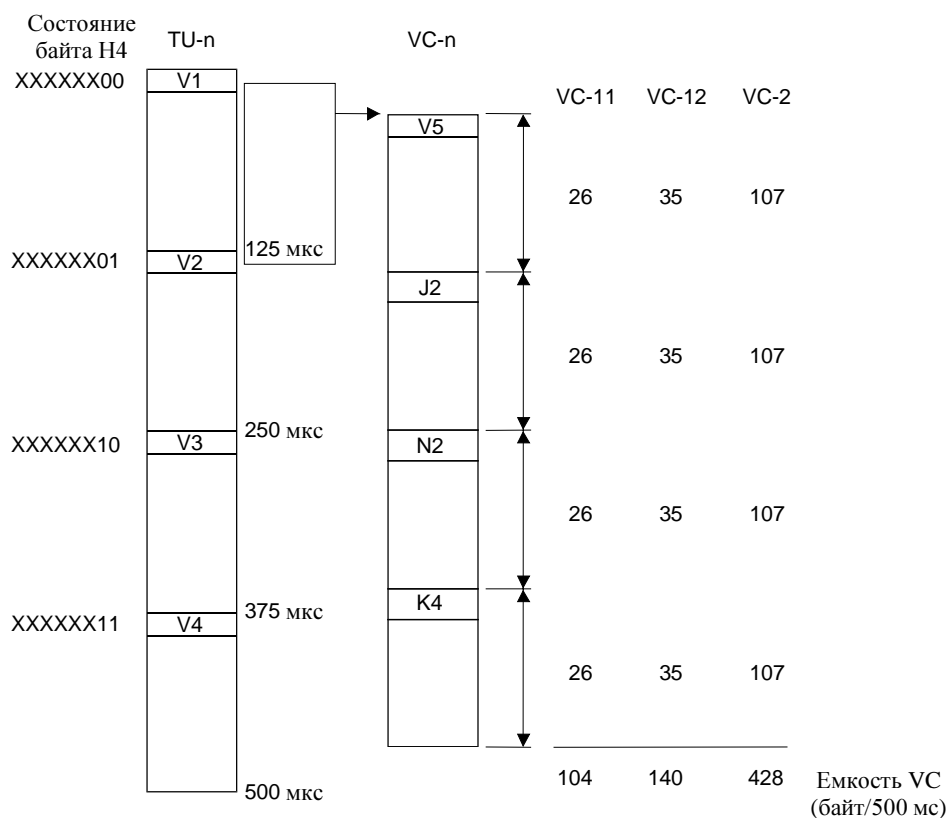 Состояние
байта H4
TU-n
VC-n
XXXXXX00
V1
VC-11 VC-12 VC-2
V5
26 35 107
XXXXXX01
V2
125 мкс
J2
26 35 107
XXXXXX10
V3
250 мкс
N2
26 35 107
XXXXXX11
V4
375 мкс
K4
26 35 107
500 мкс
104 140 428
Емкость VC
(байт/500 мс)